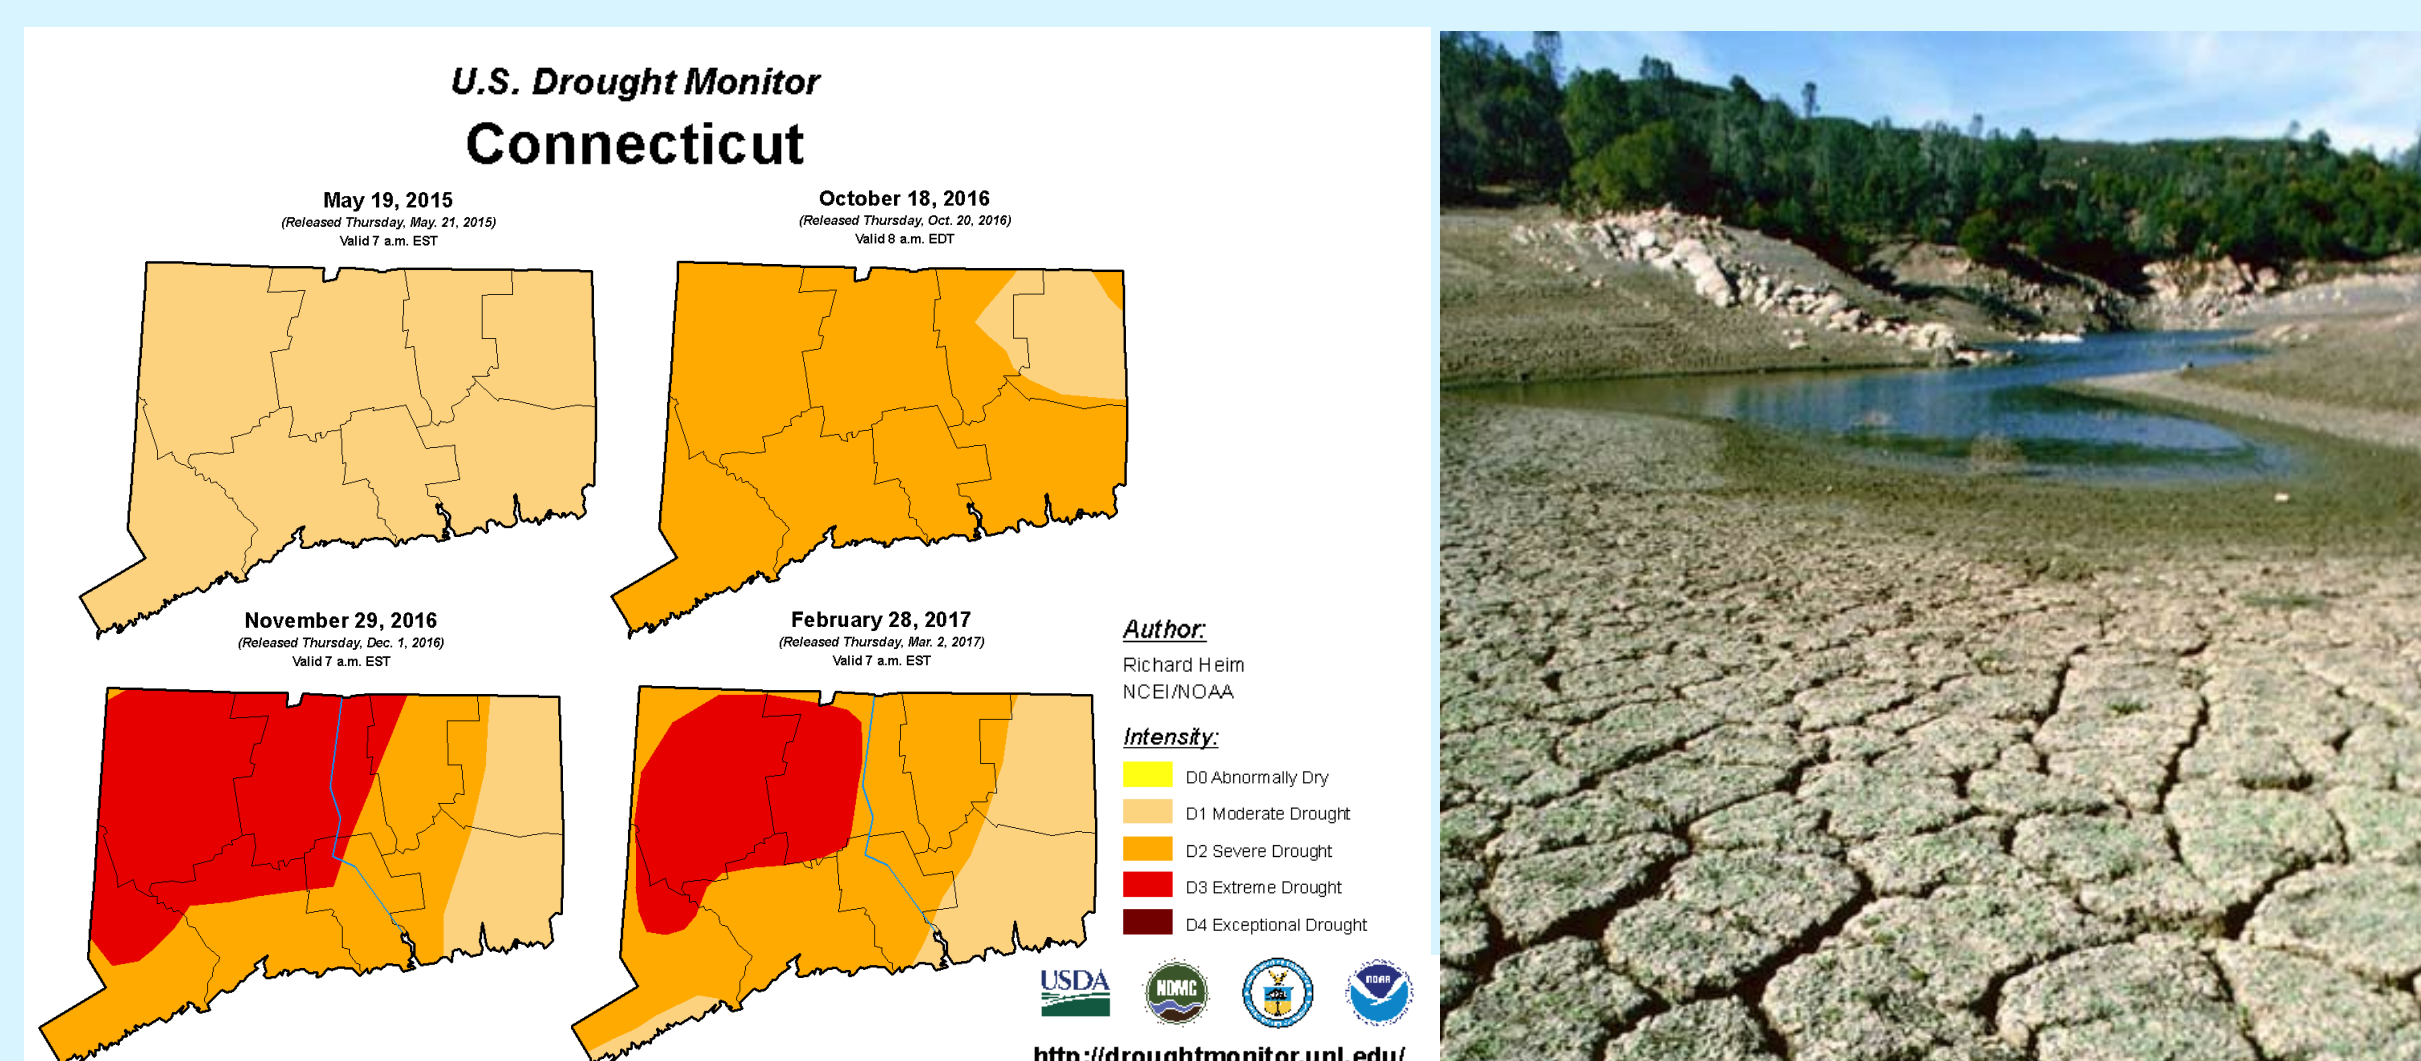 U.S. Drought Monitor
Connecticut
May 19, 2015
(Released Thursday, May. 21, 2015)
Valid 7 a.m. EST
October 18, 2016
(Released Thursday, Oct. 20, 2016)
Valid 8 a.m. EDT
November 29, 2016
(Released Thursday, Dec. 1, 2016)
Valid 7 a.m. EST
February 28, 2017
(Released Thursday, Mar. 2, 2017)
Valid 7 a.m. EST
Author:
Richard Heim
NCEI/NOAA
Intensity:
D0 Abnormally Dry
D1 Moderate Drought
D2 Severe Drought
D3 Extreme Drought
D4 Exceptional Drought
USDA
NDMC
NOAA
http://droughtmonitor.unl.edu/